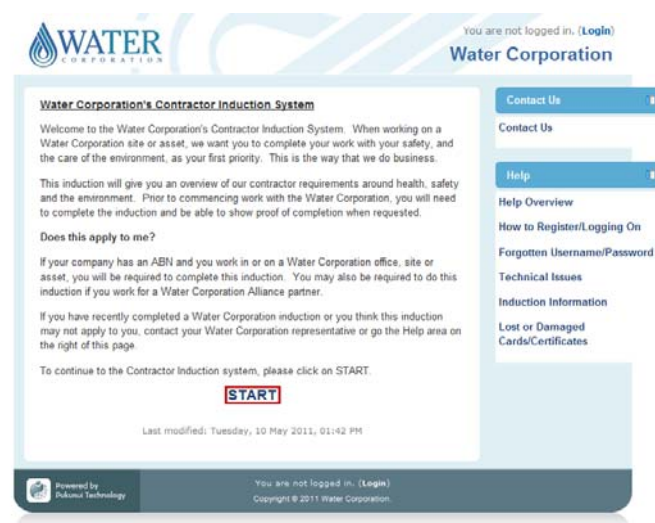 WATER
CORPORATION
You are not logged in. (Login)
Water Corporation
Water Corporation's Contractor Induction System
Welcome to the Water Corporation's Contractor Induction System. When working on a
Water Corporation site or asset, we want you to complete your work with your safety, and
the care of the environment, as your first priority. This is the way that we do business.
This induction will give you an overview of our contractor requirements around health, safety
and the environment. Prior to commencing work with the Water Corporation, you will need
to complete the induction and be able to show proof of completion when requested.
Does this apply to me?
If your company has an ABN and you work in or on a Water Corporation office, site or
asset, you will be required to complete this induction. You may also be required to do this
induction if you work for a Water Corporation Alliance partner.
If you have recently completed a Water Corporation induction or you think this induction
may not apply to you, contact your Water Corporation representative or go the Help area on
the right of this page.
To continue to the Contractor Induction system, please click on START.
START
Last modified: Tuesday, 10 May 2011, 01:42 PM
Contact Us
Contact Us
Help
Help Overview
How to Register/Logging On
Forgotten Username/Password
Technical Issues
Induction Information
Lost or Damaged
Cards/Certificates
Powered by
Pukunui Technology
You are not logged in. (Login)
Copyright © 2011 Water Corporation.